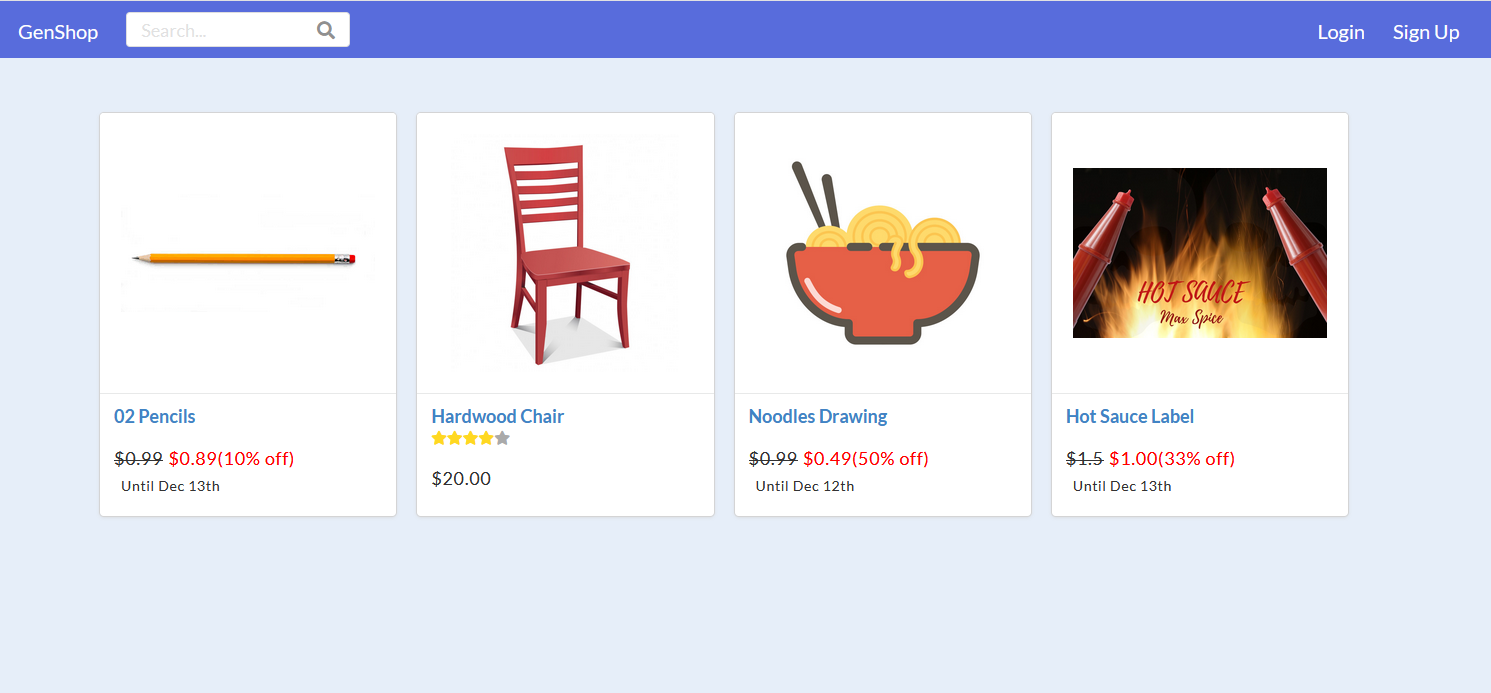 GenShop
Search...
Login
Sign Up
HOT SAUCE
Max Spice
02 Pencils
$0.99 $0.89(10% off)
Until Dec 13th
Hardwood Chair
$20.00
Noodles Drawing
$0.99 $0.49(50% off)
Until Dec 12th
Hot Sauce Label
$1.5 $1.00(33% off)
Until Dec 13th